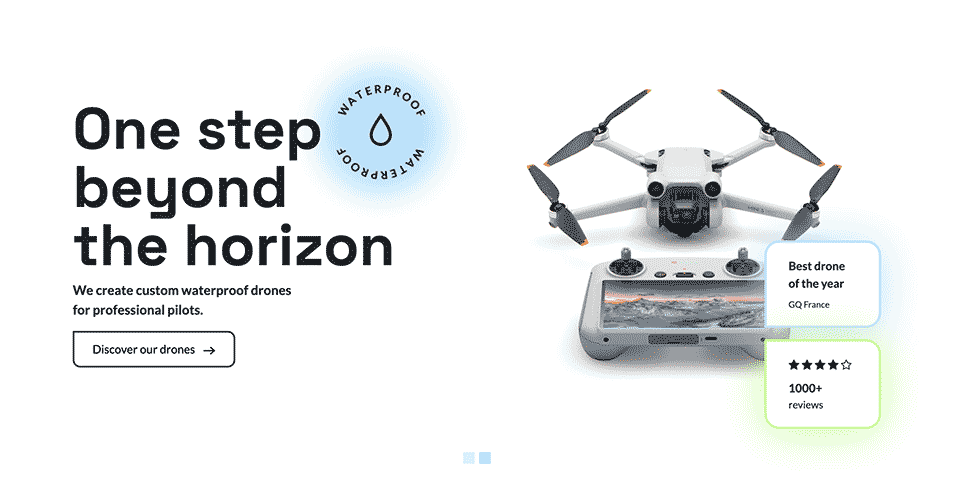 One step
beyond
the horizon
WATERPROOF
WATERPROOF
We create custom waterproof drones
for professional pilots.
Discover our drones →
Best drone
of the year
GQ France
★★★★☆
1000+
reviews